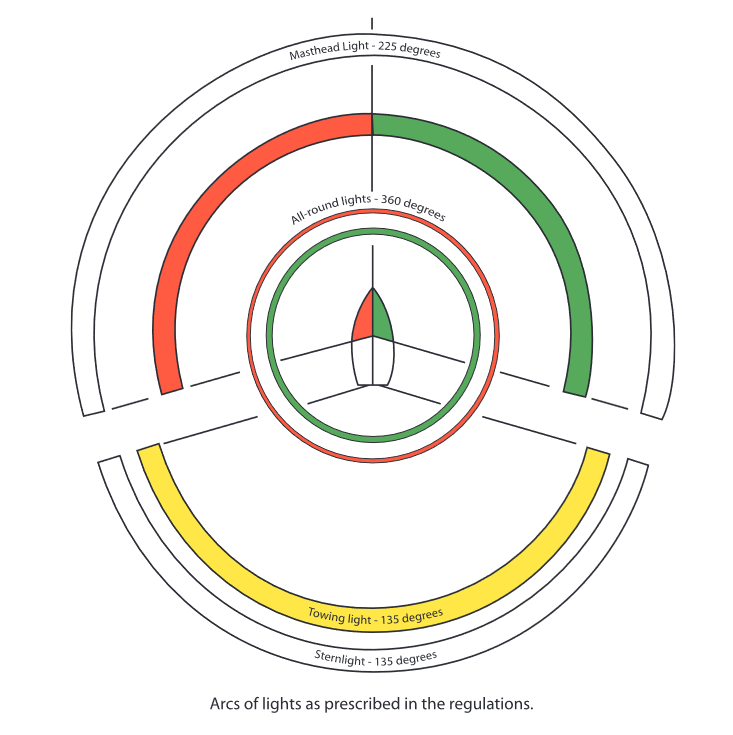 Masthead Light - 225 degrees
All-round lights - 360 degrees
Towing light - 135 degrees
Sternlight - 135 degrees
Arcs of lights as prescribed in the regulations.